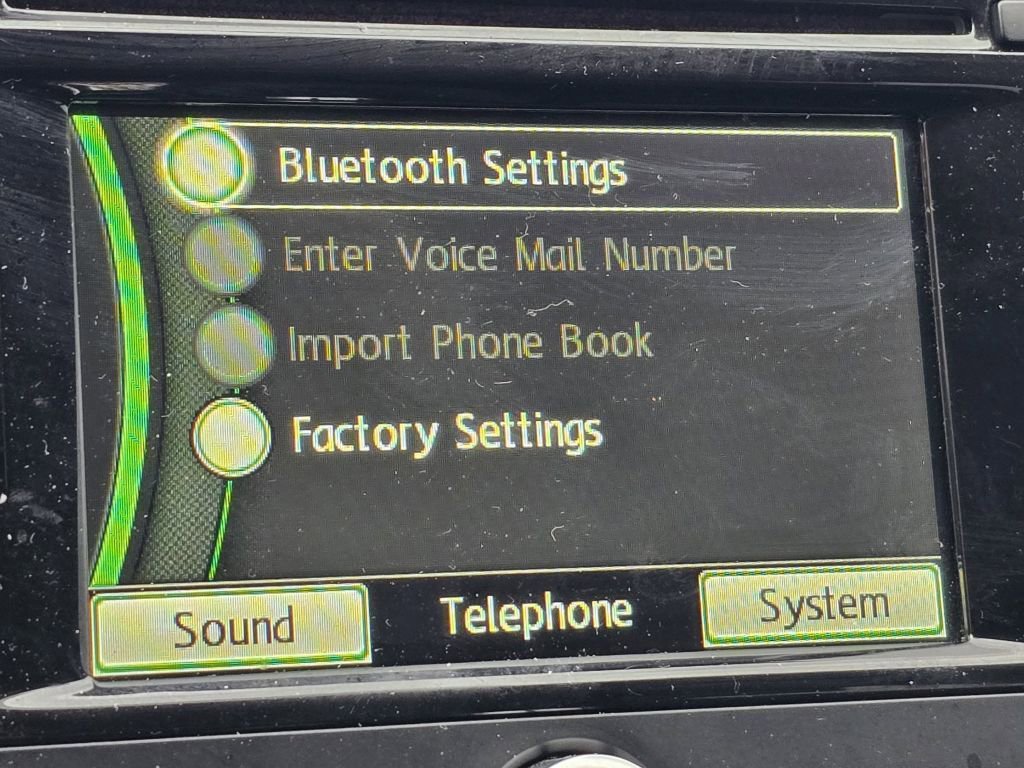 Bluetooth Settings
Enter Voice Mail Number
Import Phone Book
Factory Settings
Sound
Telephone
System